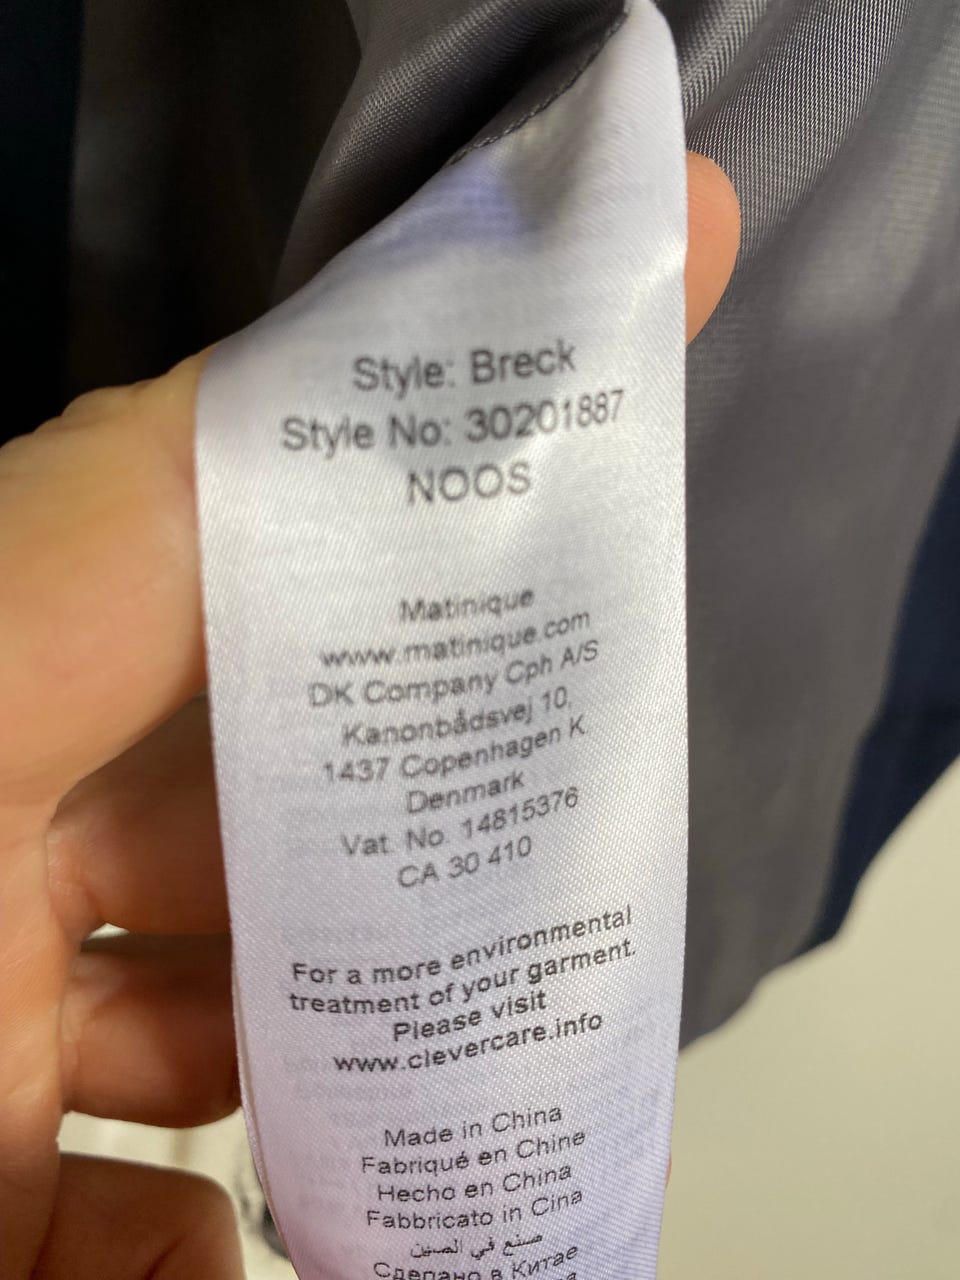 Style: Breck
Style No: 30201887
NOOS
Matinique
www.matinique.com
DK Company Cph A/S
Kanonbådsvej 10,
1437 Copenhagen K
Denmark
Vat. No. 14815376
CA 30 410
For a more environmental
treatment of your garment.
Please visit
www.clevercare.info
Made in China
Fabriqué en Chine
Hecho en China
Fabbricato in Cina
صنع في الصين
Сделано в Китае